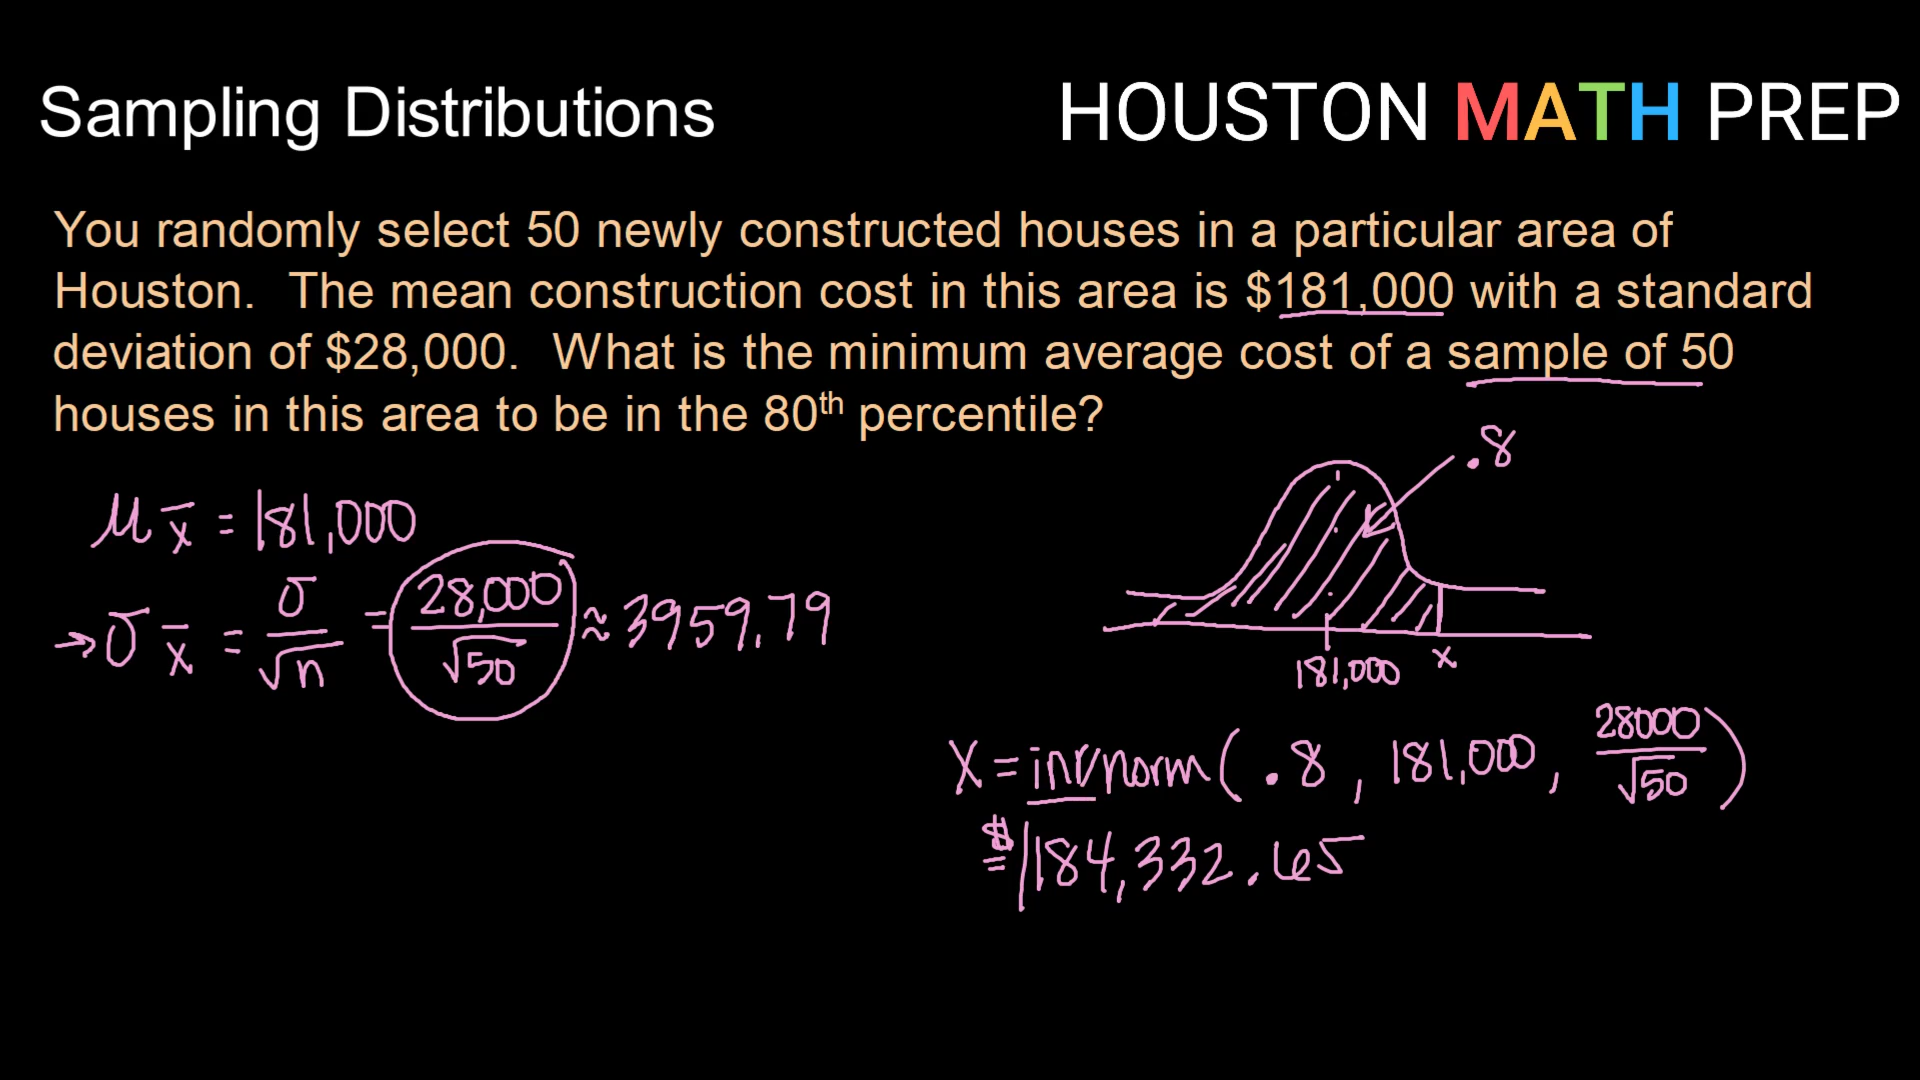 Sampling Distributions
HOUSTON MATH PREP
You randomly select 50 newly constructed houses in a particular area of
Houston. The mean construction cost in this area is $181,000 with a standard
deviation of $28,000. What is the minimum average cost of a sample of 50
houses in this area to be in the 80th percentile?
.8
μx̄ = 181,000
→ σx̄ = σ/√n = 28,000/√50 ≈ 3959.79
181,000 x
X = invnorm( .8 , 181,000, 28000/√50 )
= $184,332.65